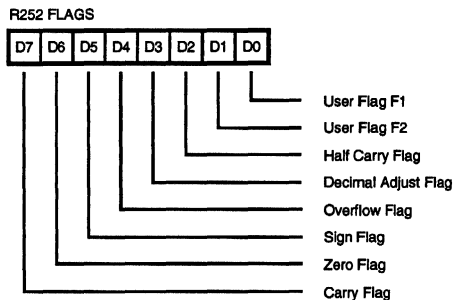 R252 FLAGS
D7 D6 D5 D4 D3 D2 D1 D0
User Flag F1
User Flag F2
Half Carry Flag
Decimal Adjust Flag
Overflow Flag
Sign Flag
Zero Flag
Carry Flag